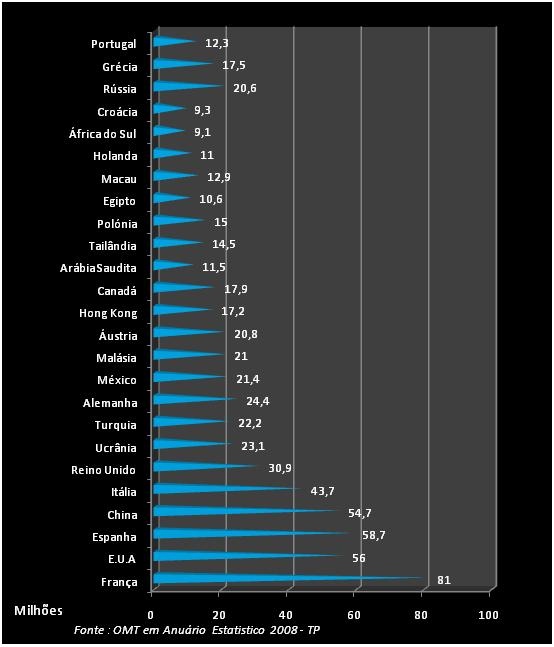 Portugal 12,3
Grécia 17,5
Rússia 20,6
Croácia 9,3
África do Sul 9,1
Holanda 11
Macau 12,9
Egipto 10,6
Polónia 15
Tailândia 14,5
Arábia Saudita 11,5
Canadá 17,9
Hong Kong 17,2
Áustria 20,8
Malásia 21
México 21,4
Alemanha 24,4
Turquia 22,2
Ucrânia 23,1
Reino Unido 30,9
Itália 43,7
China 54,7
Espanha 58,7
E.U.A 56
França 81
Milhões 0 20 40 60 80 100
Fonte : OMT em Anuário Estatistico 2008 - TP